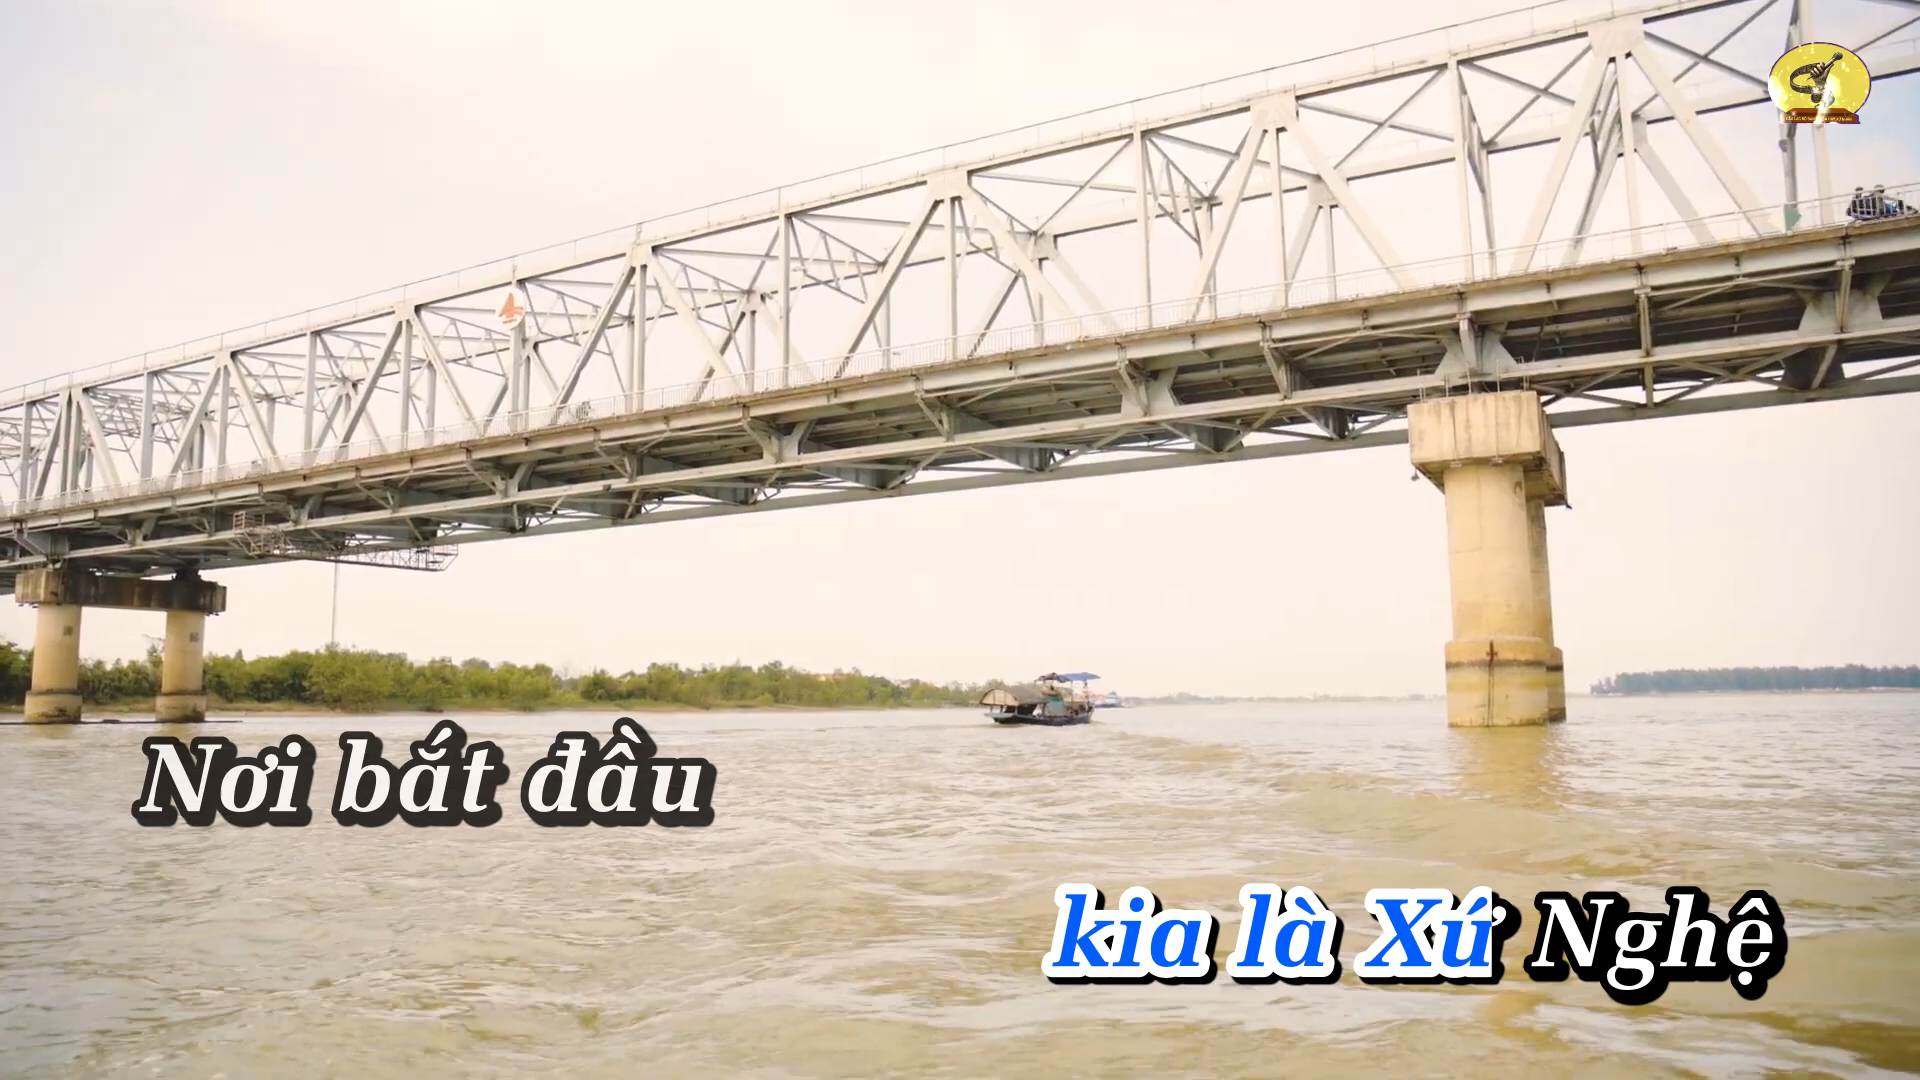 Nơi bắt đầu
kia là Xứ Nghệ